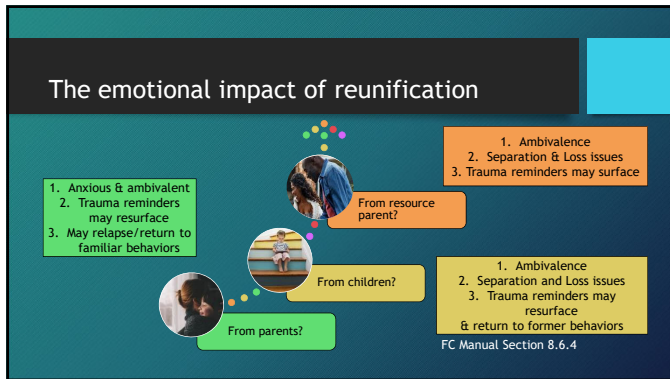 The emotional impact of reunification
1. Ambivalence
2. Separation & Loss issues
3. Trauma reminders may surface
From resource
parent?
1. Anxious & ambivalent
2. Trauma reminders
may resurface
3. May relapse/return to
familiar behaviors
From children?
1. Ambivalence
2. Separation and Loss issues
3. Trauma reminders may
resurface
& return to former behaviors
From parents?
FC Manual Section 8.6.4